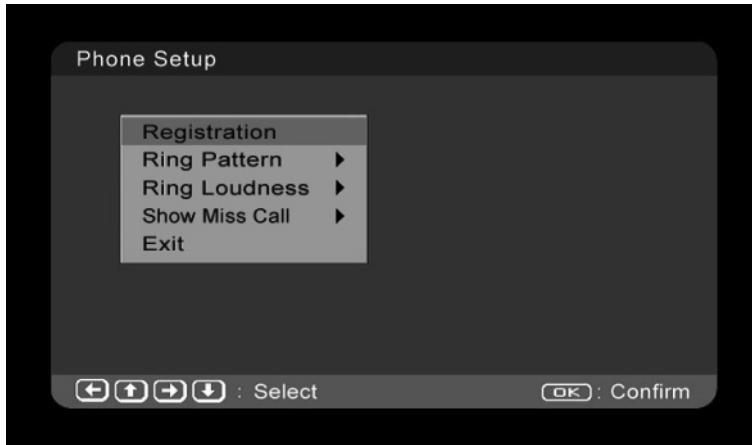 Phone Setup
Registration
Ring Pattern
Ring Loudness
Show Miss Call
Exit
: Select
OK : Confirm